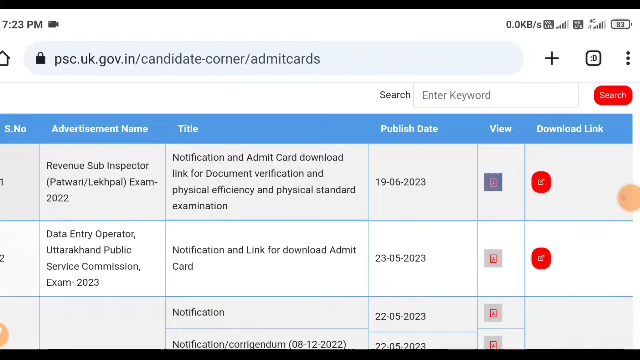 7:23 PM 0.0KB/s 4G 83
psc.uk.gov.in/candidate-corner/admitcards :D
Search Enter Keyword Search
S.No Advertisement Name Title Publish Date View Download Link
1
Revenue Sub Inspector
(Patwari/Lekhpal) Exam-
2022
Notification and Admit Card download
link for Document verification and
physical efficiency and physical standard
examination
19-06-2023
2
Data Entry Operator,
Uttarakhand Public
Service Commission,
Exam- 2023
Notification and Link for download Admit
Card
23-05-2023
Notification 22-05-2023
Notification/corrigendum (08-12-2022) 22-05-2023